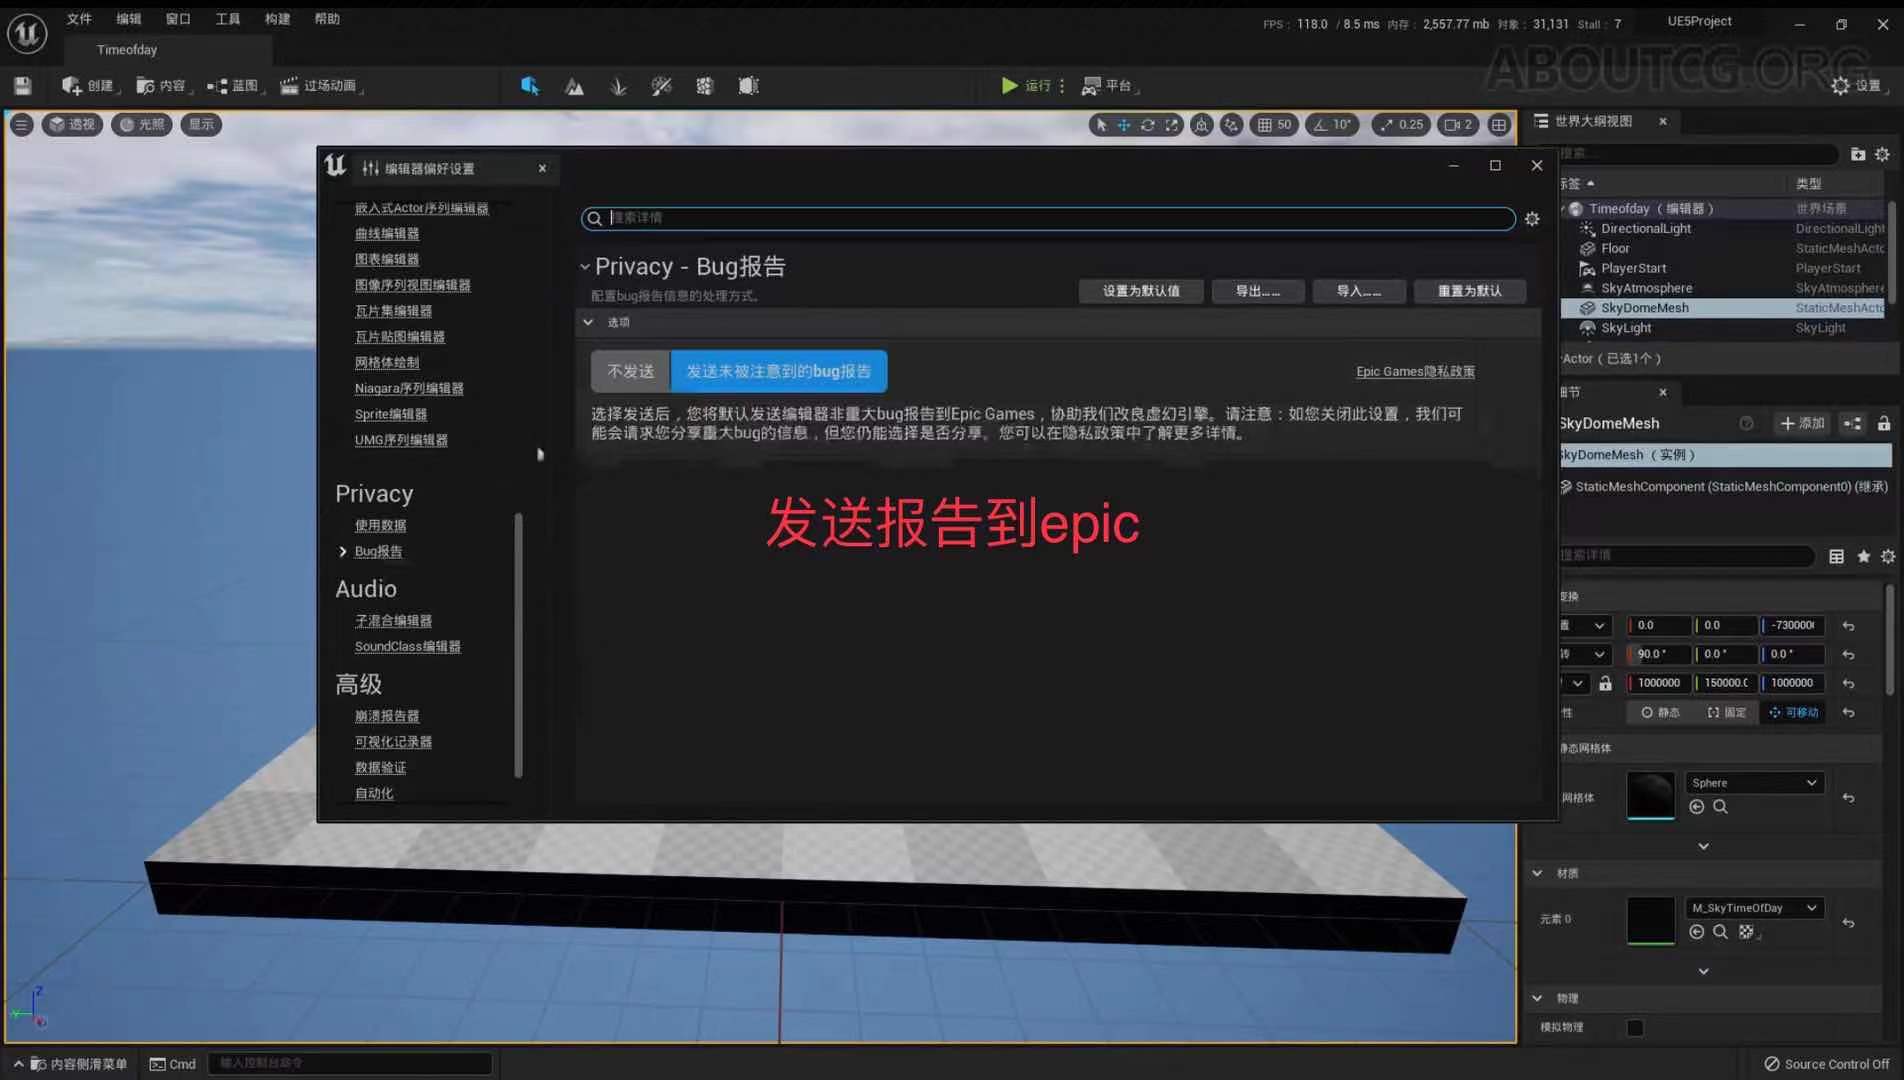 文件 编辑 窗口 工具 构建 帮助
FPS： 118.0 / 8.5 ms 内存： 2,557.77 mb 对象： 31,131 Stall： 7
UE5Project
Timeofday
ABOUTCG.ORG
创建 内容 蓝图 过场动画 运行 平台 设置
透视 光照 显示
50 10° 0.25 2
世界大纲视图
编辑器偏好设置
嵌入式Actor序列编辑器
曲线编辑器
图表编辑器
图像序列视图编辑器
瓦片集编辑器
瓦片贴图编辑器
网格体绘制
Niagara序列编辑器
Sprite编辑器
UMG序列编辑器
Privacy
使用数据
Bug报告
Audio
子混合编辑器
SoundClass编辑器
高级
崩溃报告器
可视化记录器
数据验证
自动化
搜索详情
Privacy - Bug报告
配置bug报告信息的处理方式。
设置为默认值 导出…… 导入…… 重置为默认
选项
不发送 发送未被注意到的bug报告
Epic Games隐私政策
选择发送后，您将默认发送编辑器非重大bug报告到Epic Games，协助我们改良虚幻引擎。请注意：如您关闭此设置，我们可
能会请求您分享重大bug的信息，但您仍能选择是否分享。您可以在隐私政策中了解更多详情。
发送报告到epic
搜索...
标签 类型
Timeofday（编辑器） 世界场景
DirectionalLight DirectionalLight
Floor StaticMeshActo
PlayerStart PlayerStart
SkyAtmosphere SkyAtmosphere
SkyDomeMesh StaticMeshActo
SkyLight SkyLight
Actor（已选1个）
细节
SkyDomeMesh 添加
SkyDomeMesh（实例）
StaticMeshComponent (StaticMeshComponent0) (继承)
搜索详情
变换
0.0 0.0 -730000
90.0° 0.0° 0.0°
1000000 150000.0 1000000
性 静态 固定 可移动
静态网格体
网格体 Sphere
材质
元素 0 M_SkyTimeOfDay
物理
模拟物理
Z
Y
内容侧滑菜单 Cmd 输入控制台命令
Source Control Off